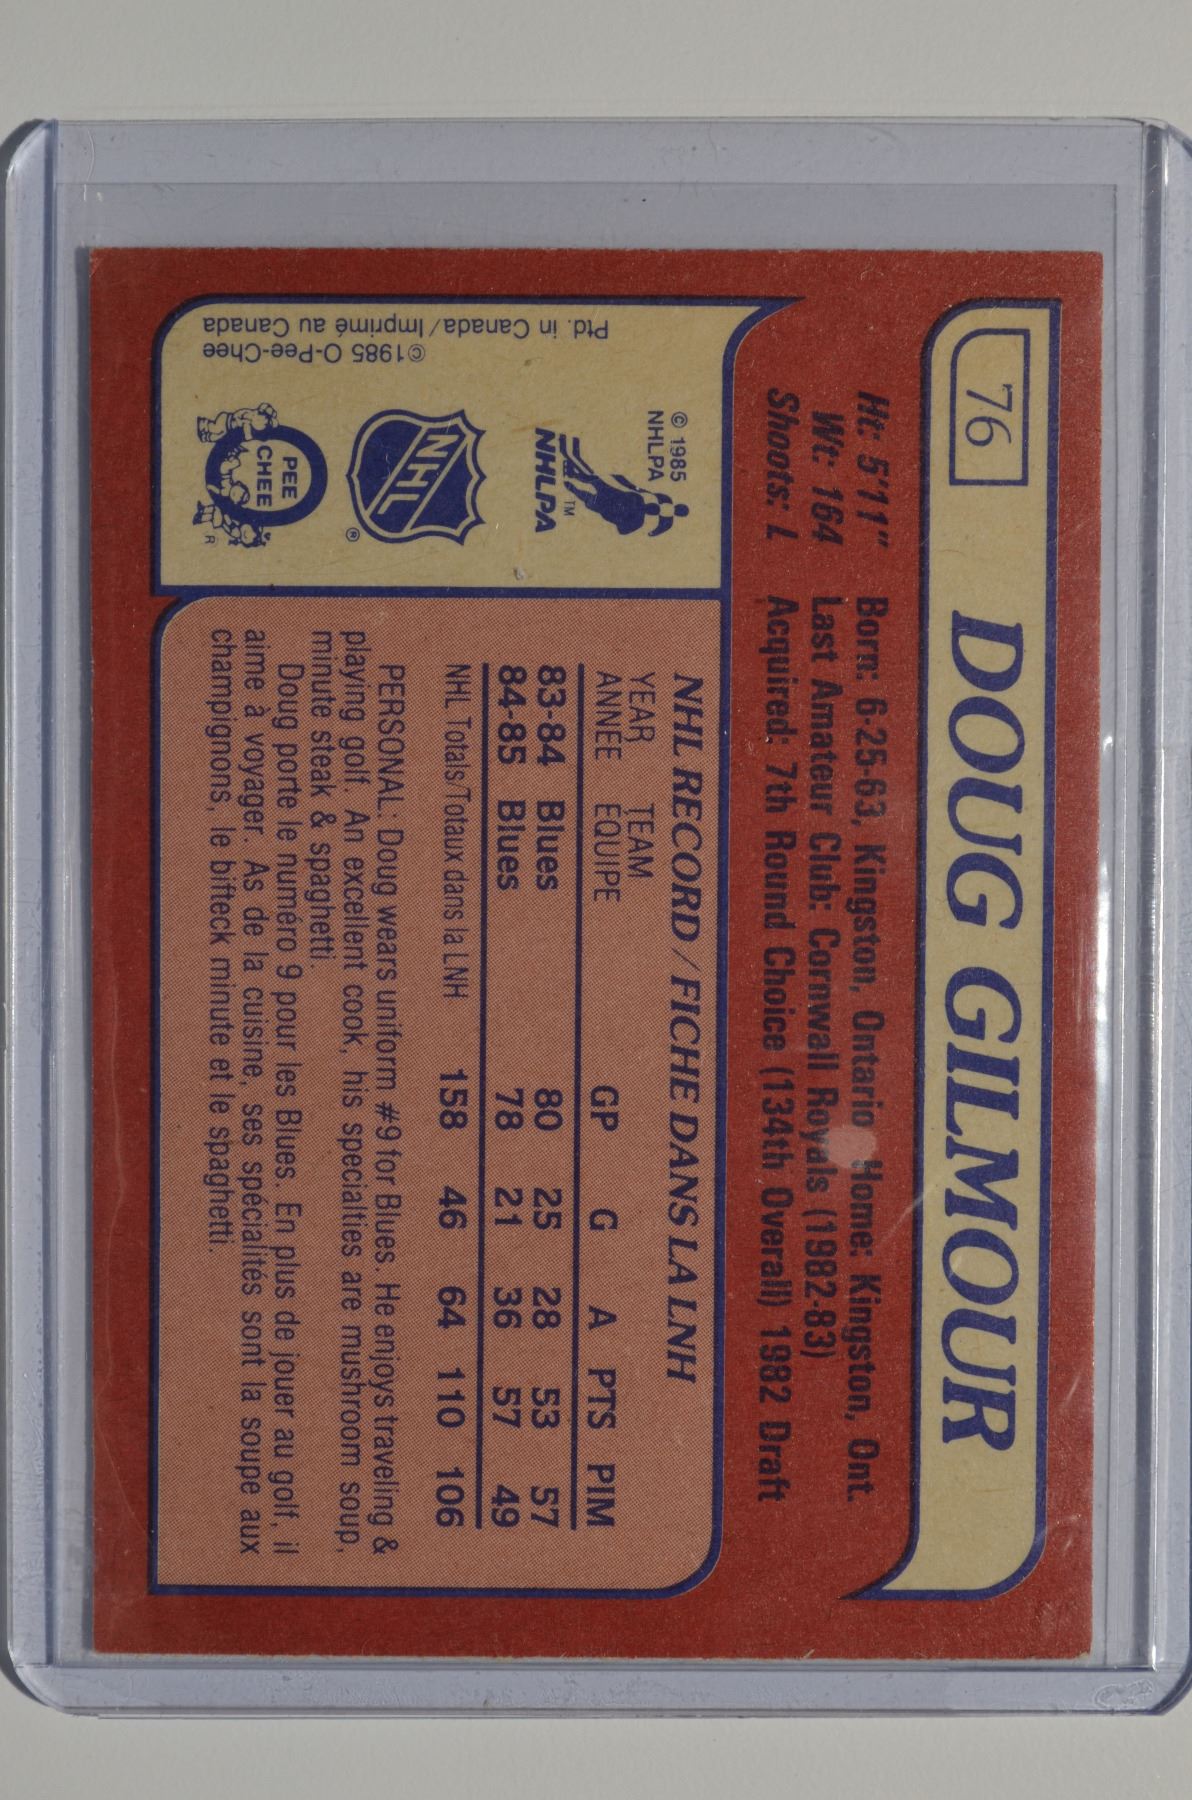 76
DOUG GILMOUR
Ht: 5'11" Born: 6-25-63, Kingston, Ontario Home: Kingston, Ont.
Wt: 164 Last Amateur Club: Cornwall Royals (1982-83)
Shoots: L Acquired: 7th Round Choice (134th Overall) 1982 Draft
© 1985
NHLPA
NHLPA
TM
NHL
®
PEE
CHEE
R
©1985 O-Pee-Chee
Ptd. in Canada/Imprimé au Canada
NHL RECORD/FICHE DANS LA LNH
YEAR TEAM
ANNEE EQUIPE GP G A PTS PIM
83-84 Blues 80 25 28 53 57
84-85 Blues 78 21 36 57 49
NHL Totals/Totaux dans la LNH 158 46 64 110 106
PERSONAL: Doug wears uniform #9 for Blues. He enjoys traveling &
playing golf. An excellent cook, his specialties are mushroom soup,
minute steak & spaghetti.
Doug porte le numéro 9 pour les Blues. En plus de jouer au golf, il
aime à voyager. As de la cuisine, ses spécialités sont la soupe aux
champignons, le bifteck minute et le spaghetti.